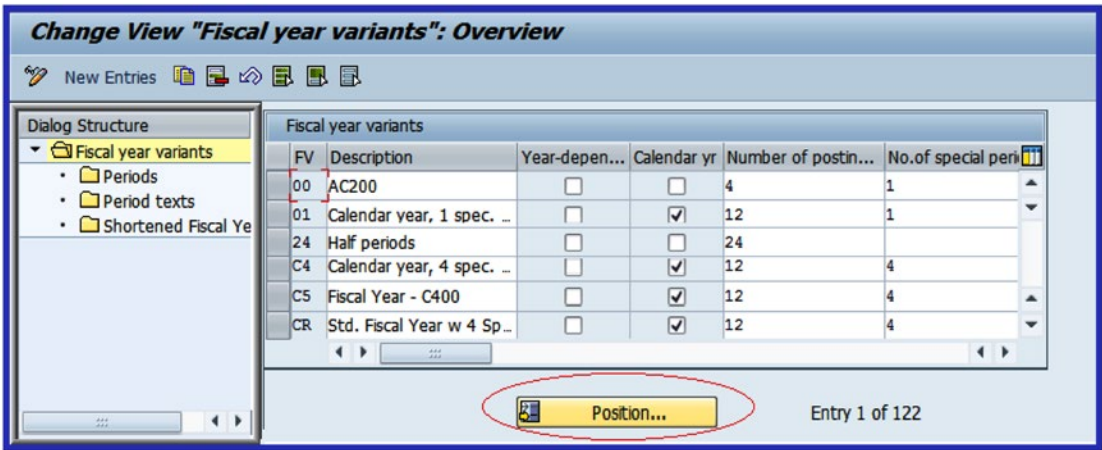 Change View "Fiscal year variants": Overview
New Entries
Dialog Structure
Fiscal year variants
Periods
Period texts
Shortened Fiscal Ye
Fiscal year variants
FV Description Year-depen... Calendar yr Number of postin... No.of special peri
00 AC200 4 1
01 Calendar year, 1 spec. ... 12 1
24 Half periods 24
C4 Calendar year, 4 spec. ... 12 4
C5 Fiscal Year - C400 12 4
CR Std. Fiscal Year w 4 Sp... 12 4
Position... Entry 1 of 122